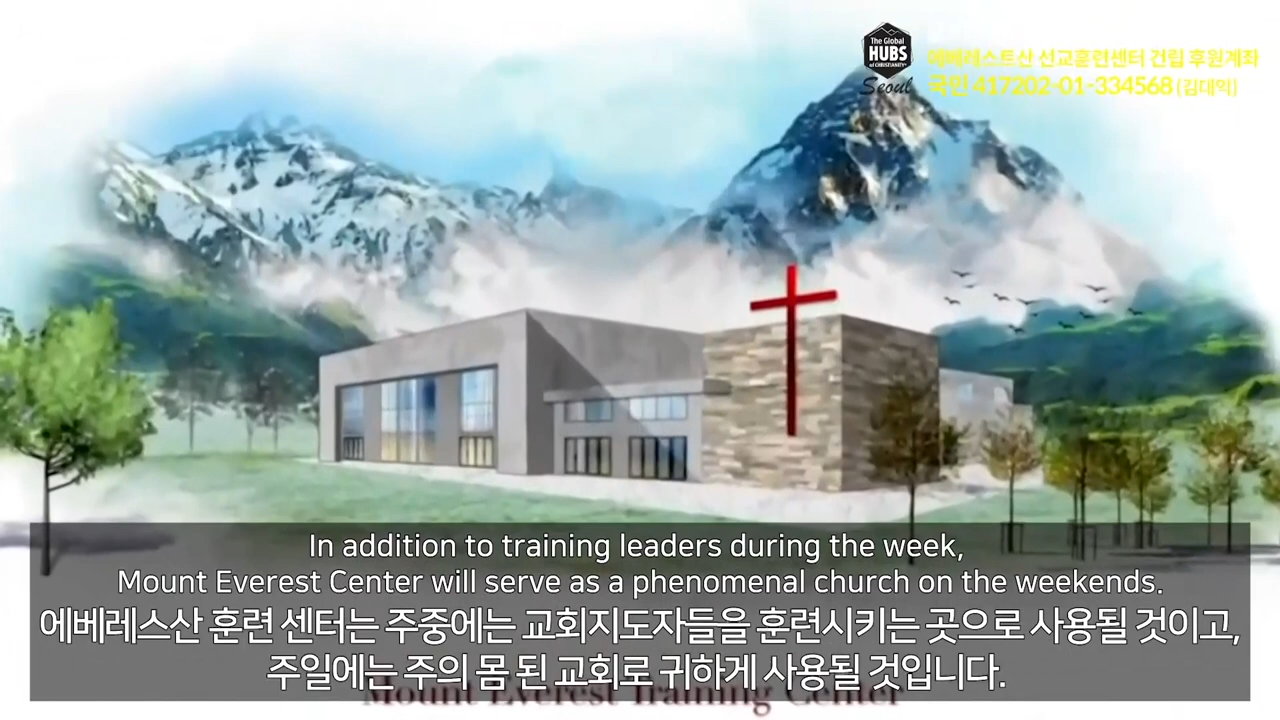 The Global
HUBS
of CHRISTIANITY
Seoul
에베레스트산 선교훈련센터 건립 후원계좌
국민 417202-01-334568 (김대억)
In addition to training leaders during the week,
Mount Everest Center will serve as a phenomenal church on the weekends.
에베레스산 훈련 센터는 주중에는 교회지도자들을 훈련시키는 곳으로 사용될 것이고,
주일에는 주의 몸 된 교회로 귀하게 사용될 것입니다.
Mount Everest Training Center